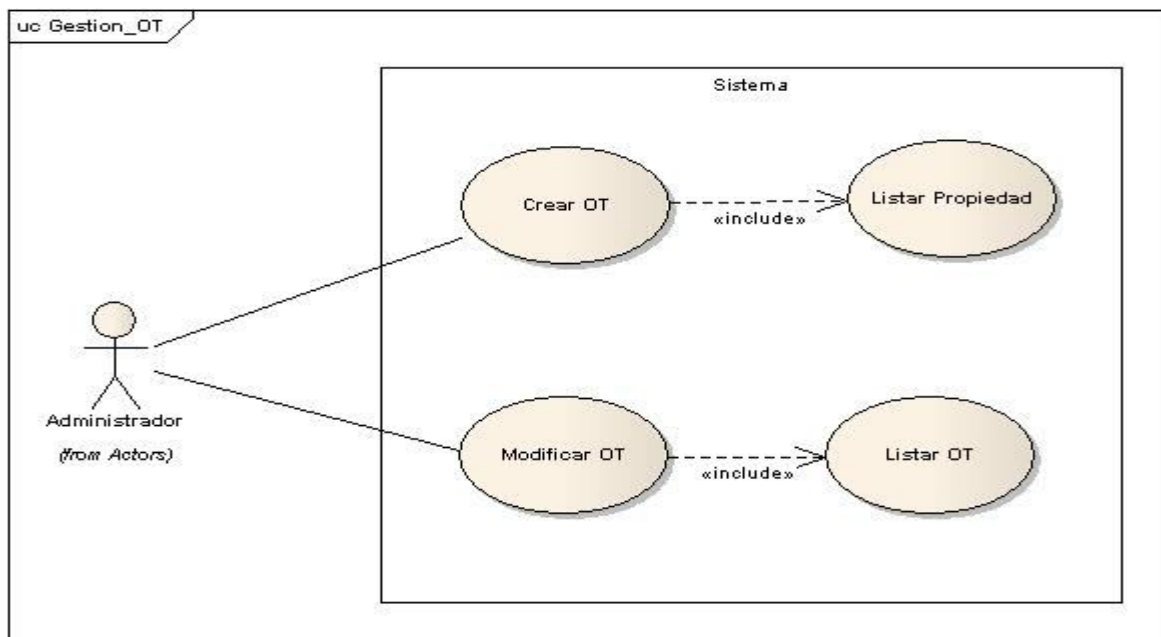 uc Gestion_OT
Sistema
Crear OT
«include»
Listar Propiedad
Administrador
(from Actors)
Modificar OT
«include»
Listar OT